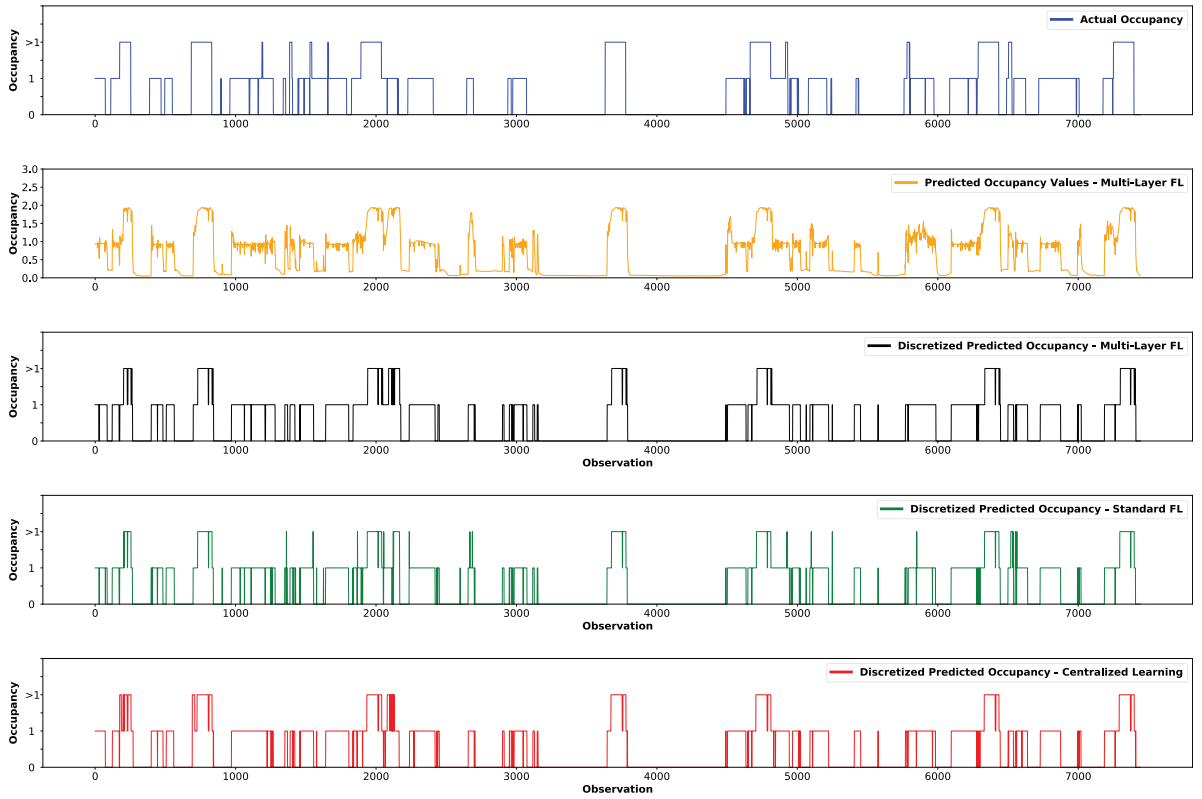 Actual Occupancy
Occupancy
>1
1
0
0 1000 2000 3000 4000 5000 6000 7000
Predicted Occupancy Values - Multi-Layer FL
Occupancy
3.0
2.5
2.0
1.5
1.0
0.5
0.0
0 1000 2000 3000 4000 5000 6000 7000
Discretized Predicted Occupancy - Multi-Layer FL
Occupancy
>1
1
0
0 1000 2000 3000 4000 5000 6000 7000
Observation
Discretized Predicted Occupancy - Standard FL
Occupancy
>1
1
0
0 1000 2000 3000 4000 5000 6000 7000
Observation
Discretized Predicted Occupancy - Centralized Learning
Occupancy
>1
1
0
0 1000 2000 3000 4000 5000 6000 7000
Observation